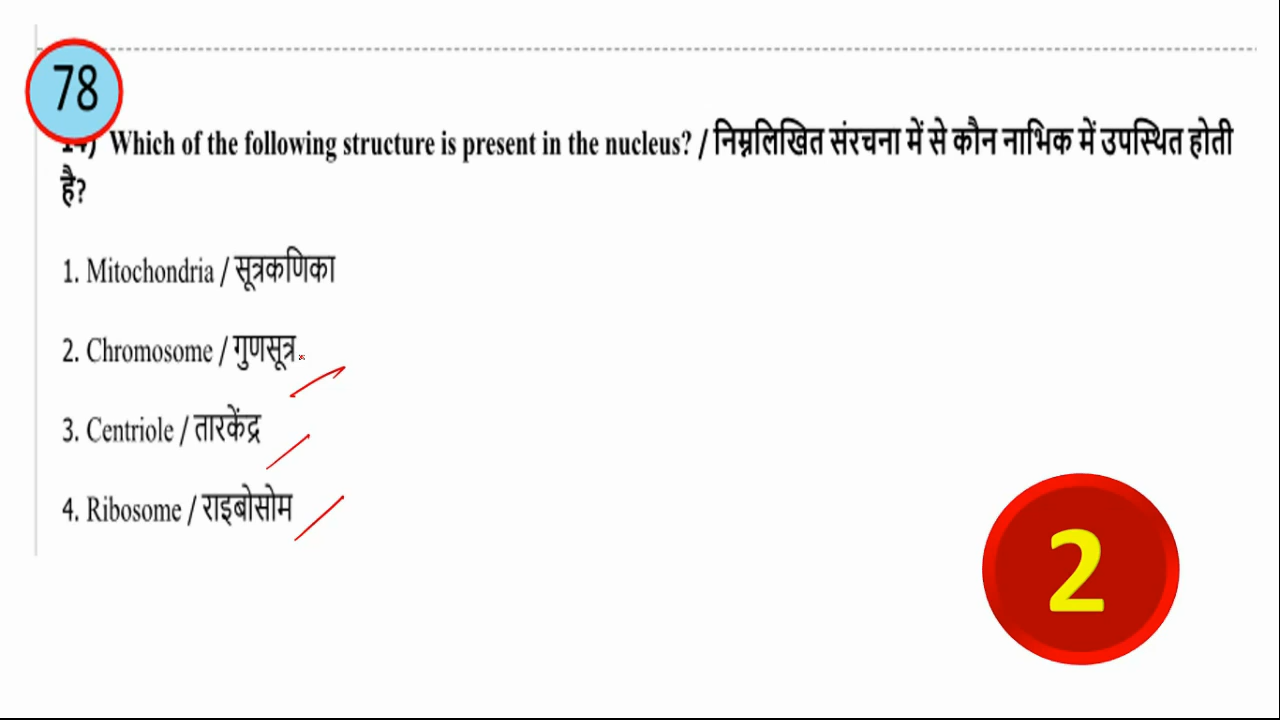 78
Which of the following structure is present in the nucleus? / निम्नलिखित संरचना में से कौन नाभिक में उपस्थित होती
है?
1. Mitochondria / सूत्रकणिका
2. Chromosome / गुणसूत्र
3. Centriole / तारकेंद्र
4. Ribosome / राइबोसोम
2